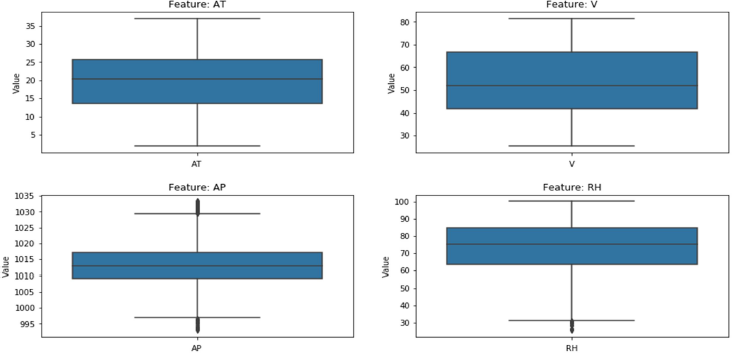 Feature: AT
Value
35
30
25
20
15
10
5
AT
Feature: V
80
70
60
50
40
30
Value
V
Feature: AP
1035
1030
1025
1020
1015
1010
1005
1000
995
Value
AP
Feature: RH
100
90
80
70
60
50
40
30
Value
RH